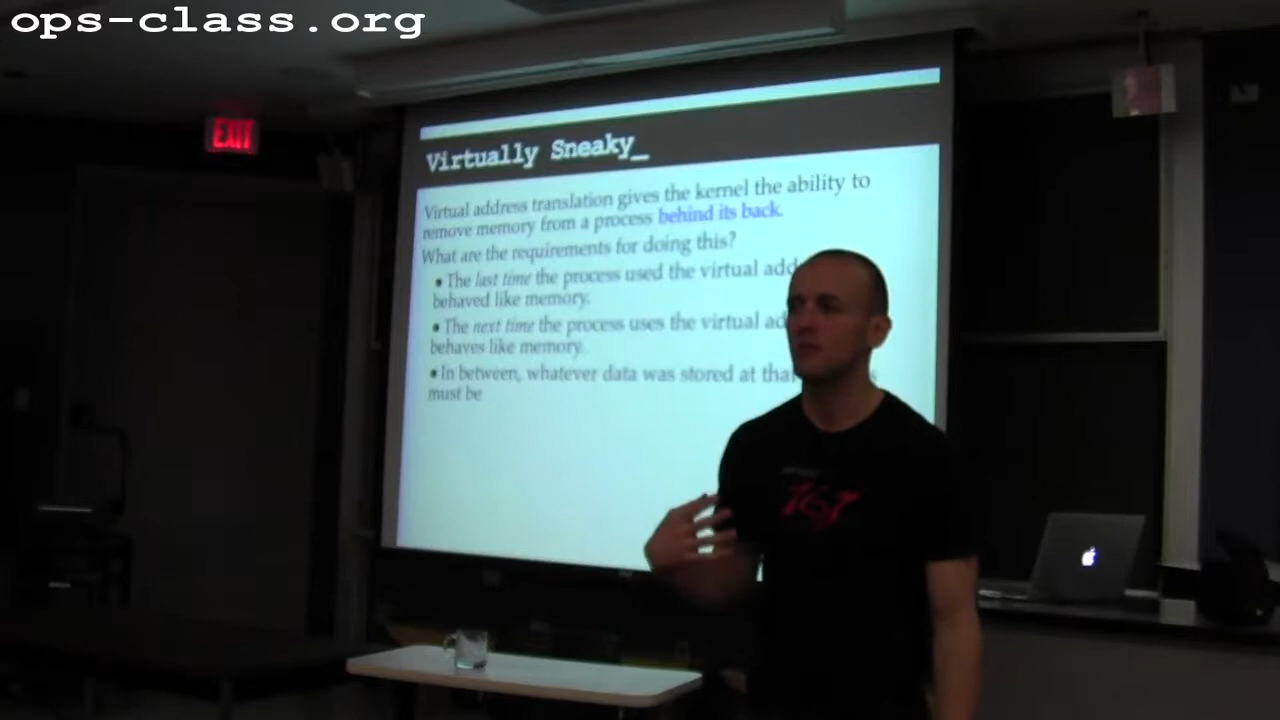 ops-class.org
EXIT
Virtually Sneaky_
Virtual address translation gives the kernel the ability to
remove memory from a process behind its back.
What are the requirements for doing this?
• The last time the process used the virtual add
behaved like memory.
• The next time the process uses the virtual ad
behaves like memory.
• In between, whatever data was stored at that
must be
161